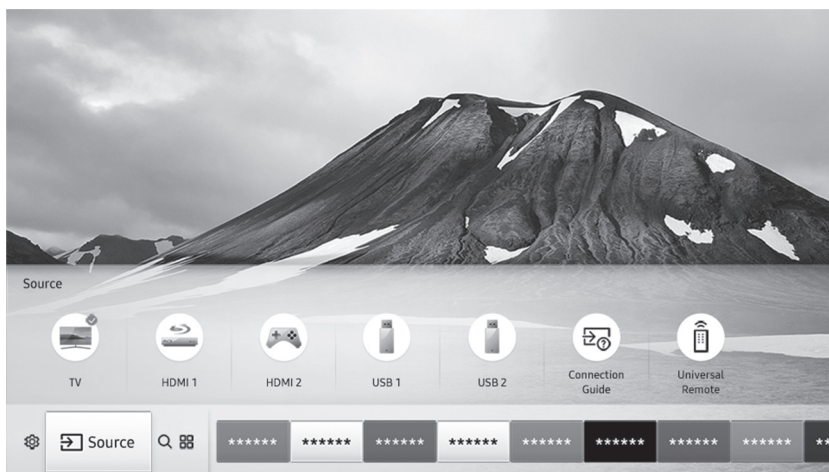 Source
TV
HDMI 1
HDMI 2
USB 1
USB 2
Connection
Guide
Universal
Remote
Source
****** ****** ****** ****** ****** ****** ****** ****** **